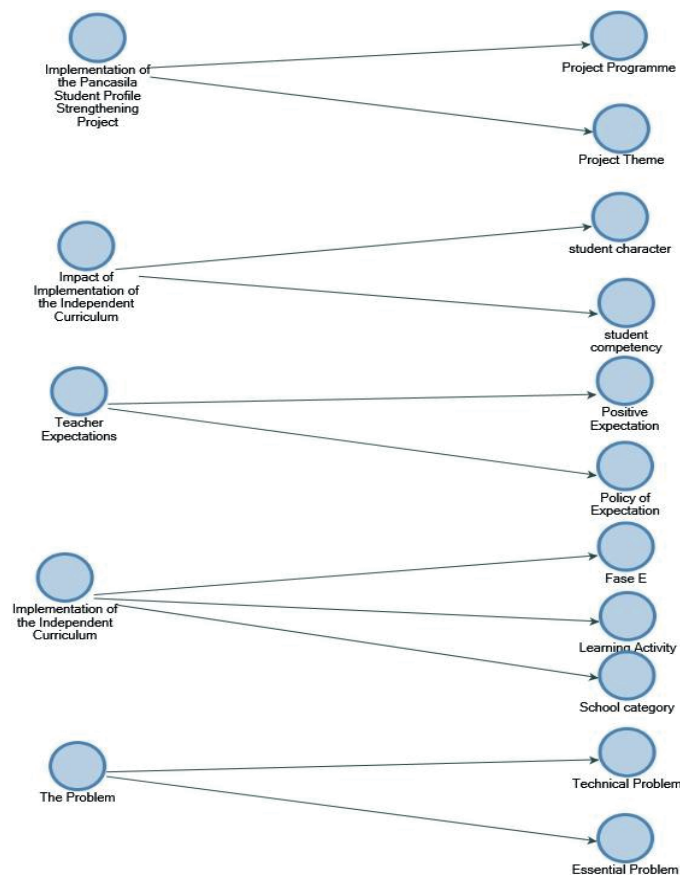 Implementation of
the Pancasila
Student Profile
Strengthening
Project
Project Programme
Project Theme
Impact of
Implementation of
the Independent
Curriculum
student character
student
competency
Teacher
Expectations
Positive
Expectation
Policy of
Expectation
Implementation of
the Independent
Curriculum
Fase E
Learning Activity
School category
The Problem
Technical Problem
Essential Problem